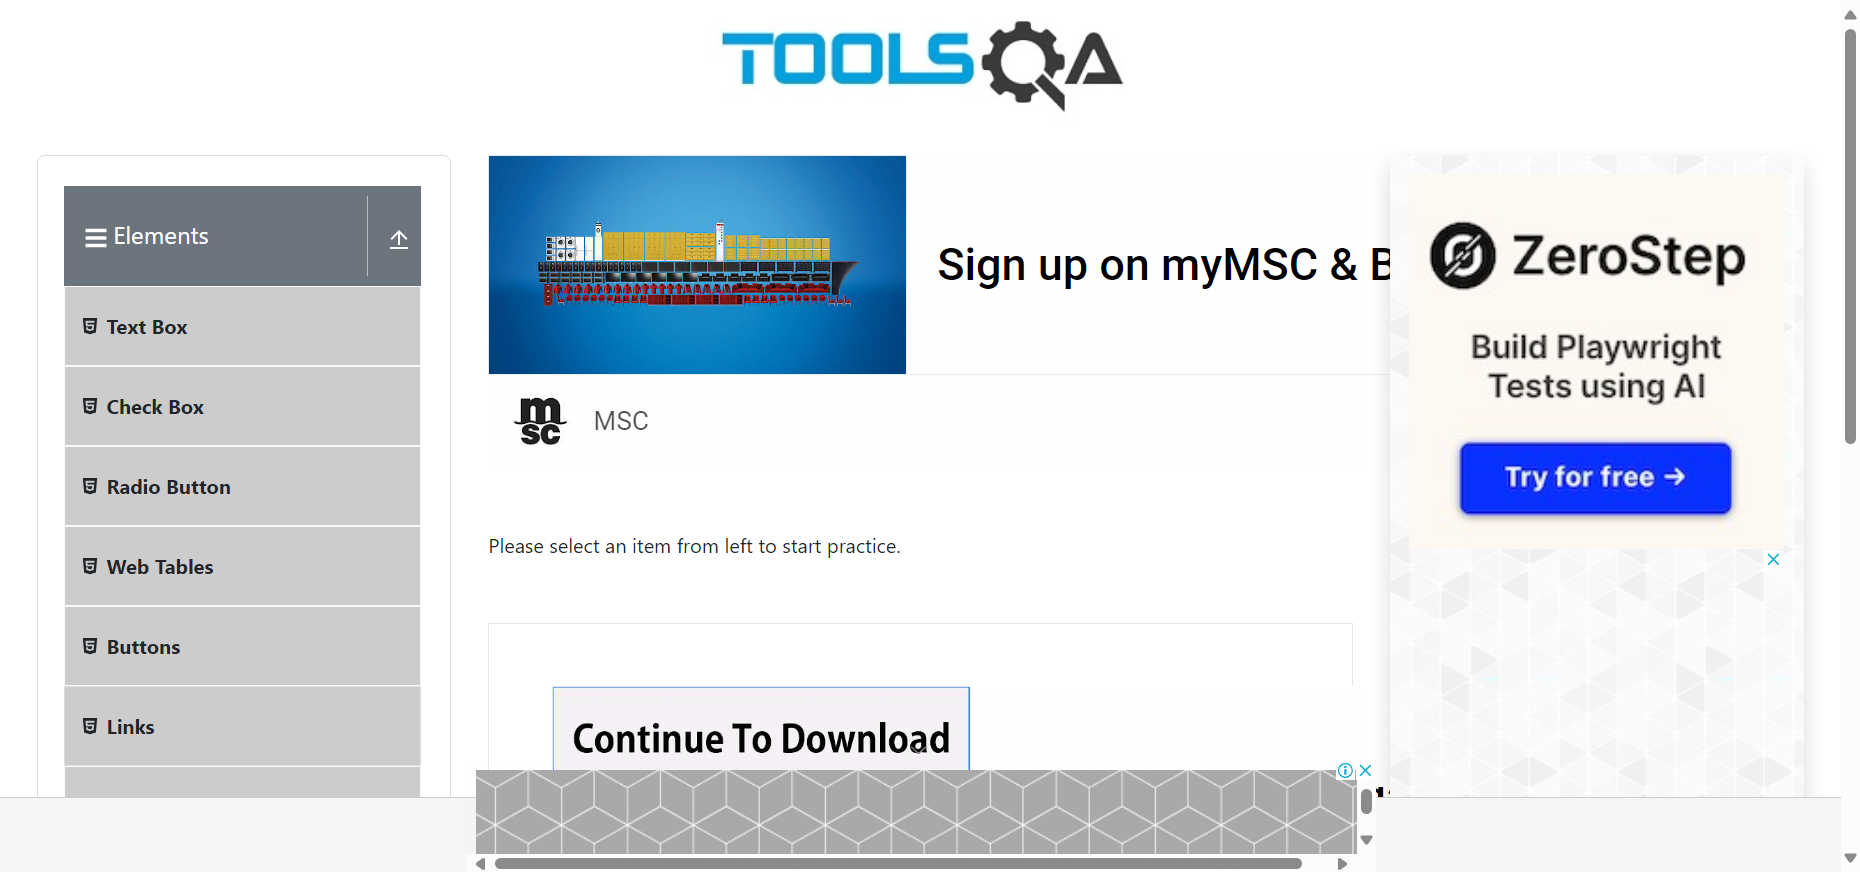 TOOLSQA
Elements
Text Box
Check Box
Radio Button
Web Tables
Buttons
Links
Sign up on myMSC & B
msc
MSC
Please select an item from left to start practice.
Continue To Download
ZeroStep
Build Playwright
Tests using AI
Try for free →